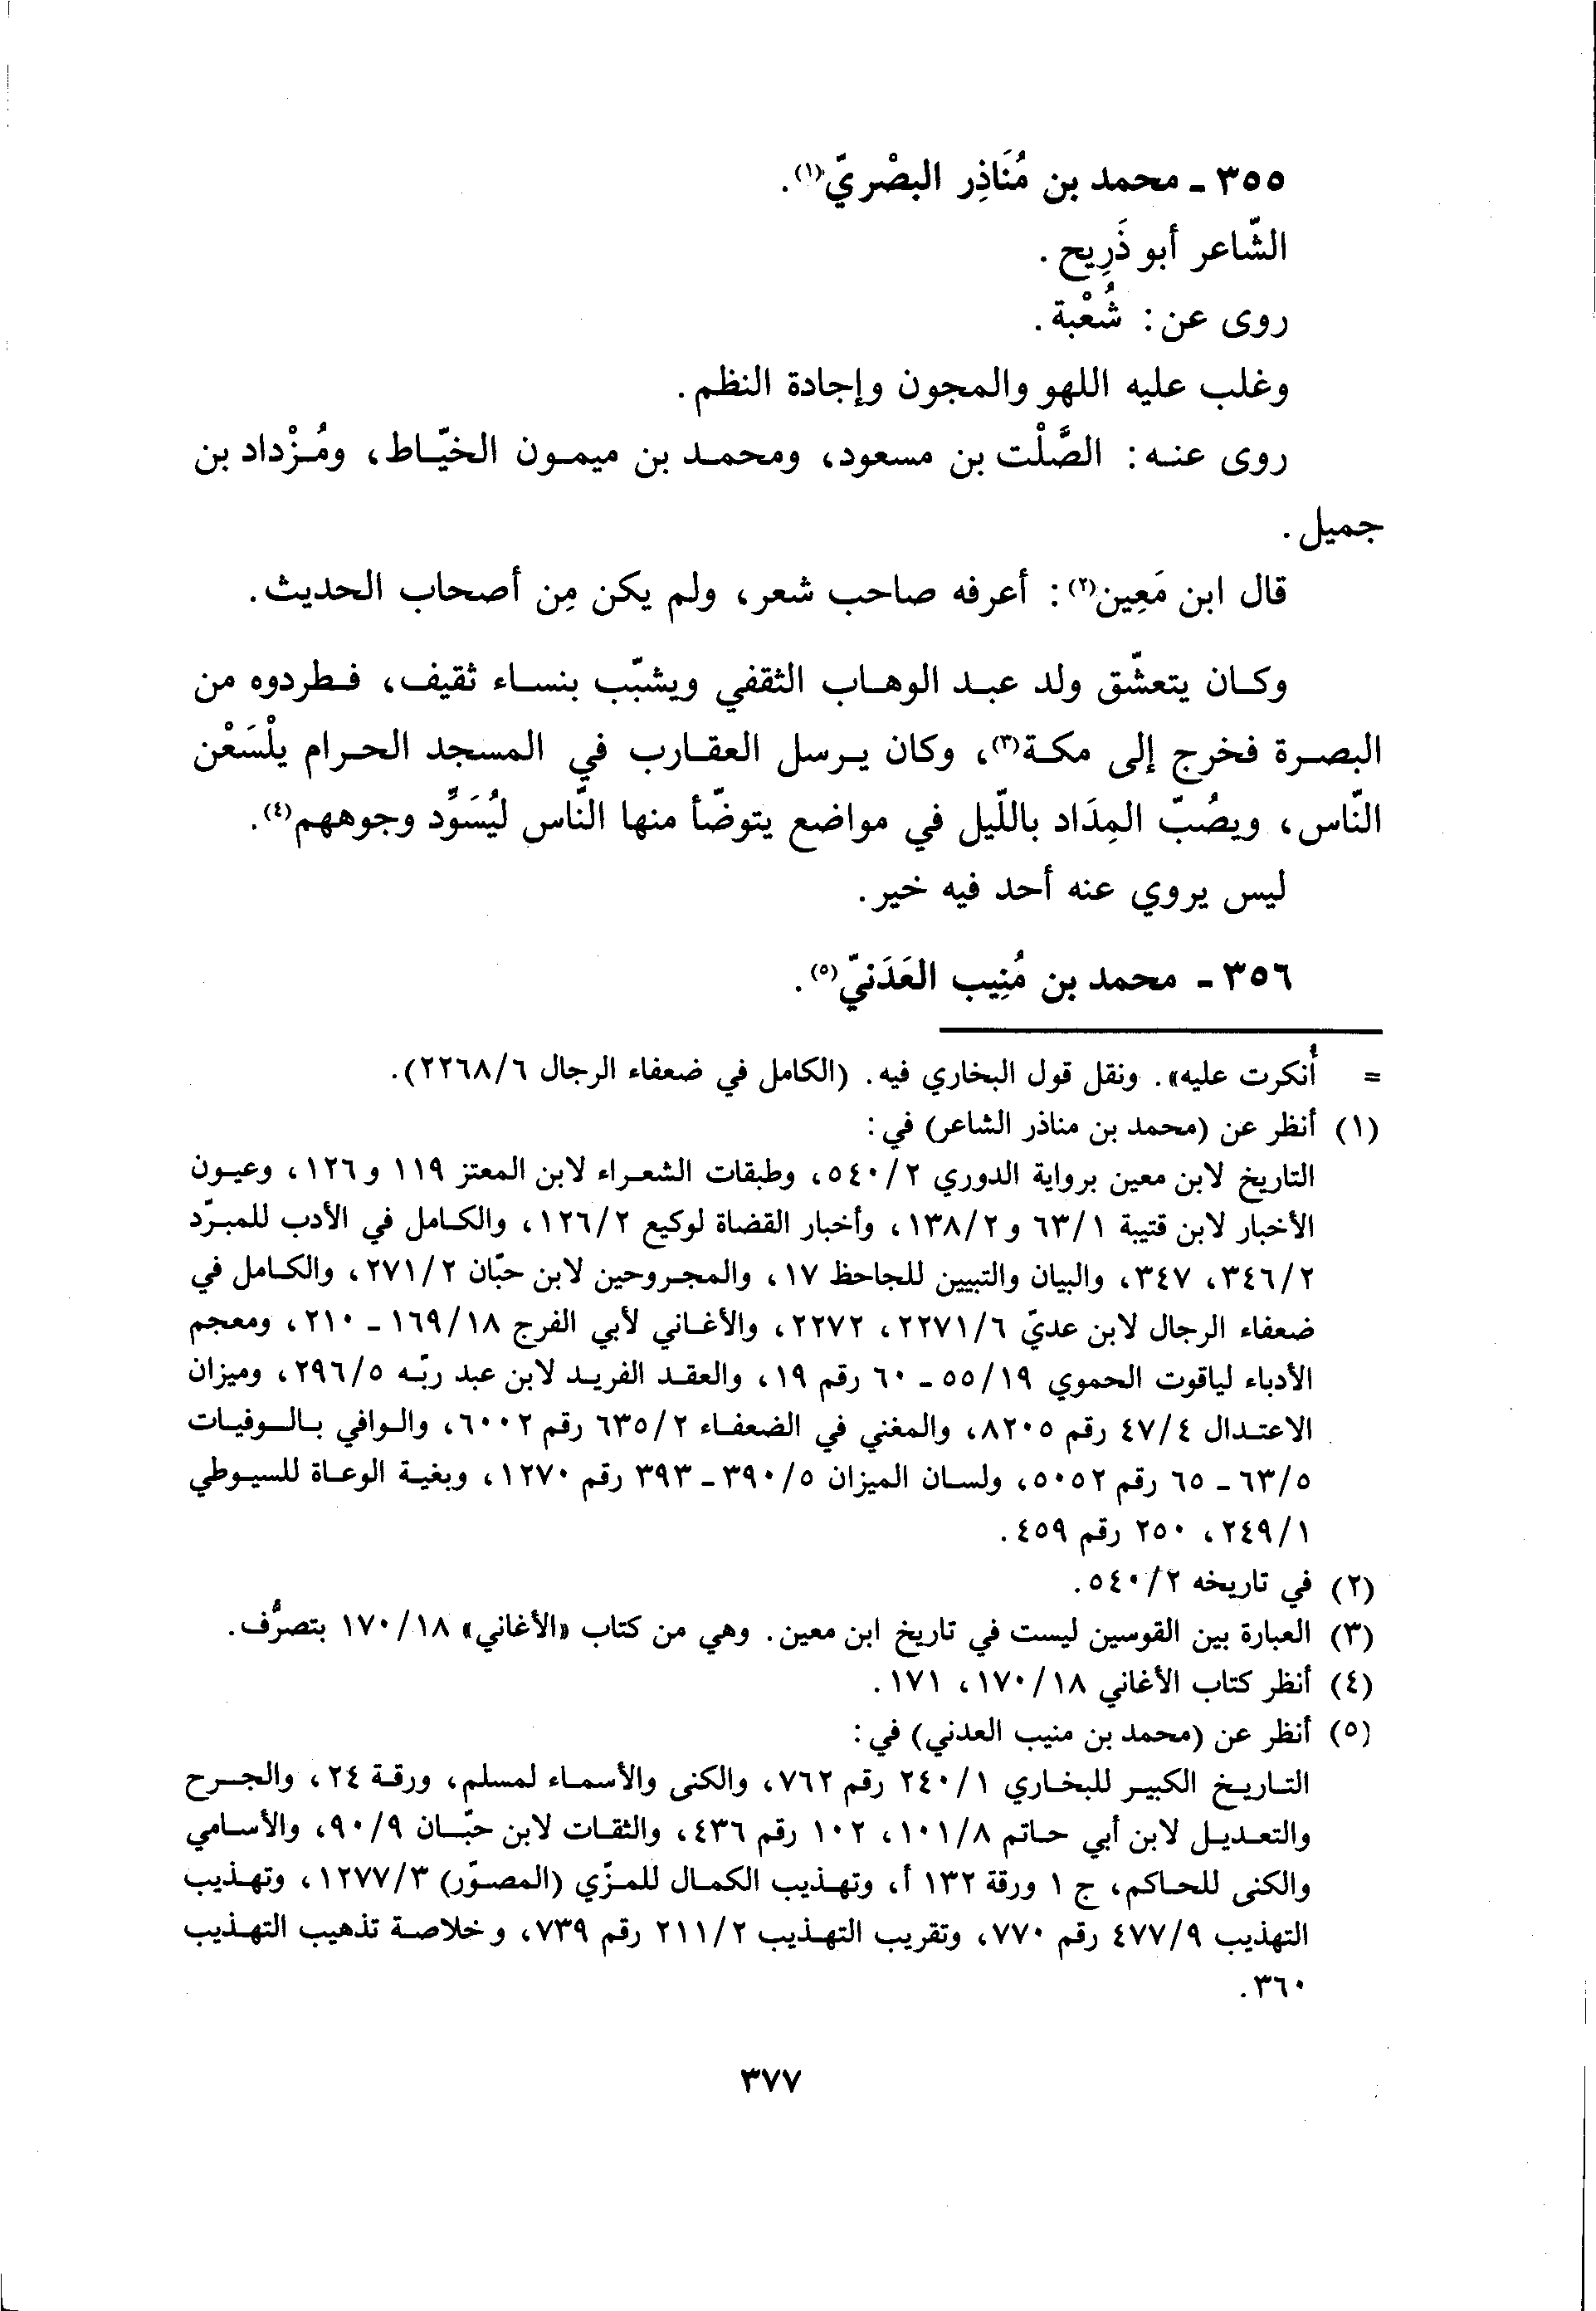 ٣٥٥ ـ محمد بن مُنَاذِر البصْريّ(١).
الشّاعر أبو ذَرِيح.
روى عن: شُعْبة.
وغلب عليه اللهو والمجون وإجادة النظم.
روى عنه: الصَّلْت بن مسعود، ومحمد بن ميمون الخيّاط، ومُزْداد بن
جميل.
قال ابن مَعِين(٢): أعرفه صاحب شعر، ولم يكن مِن أصحاب الحديث.
وكان يتعشّق ولد عبد الوهاب الثقفي ويشبّب بنساء ثقيف، فطردوه من
البصرة فخرج إلى مكة(٣)، وكان يرسل العقارب في المسجد الحرام يلْسَعْن
النّاس، ويصُبّ المِدَاد باللّيل في مواضع يتوضّأ منها النّاس ليُسَوِّد وجوههم(٤).
ليس يروي عنه أحد فيه خير.
٣٥٦ ـ محمد بن مُنِيب العَدَنيّ(٥).
= أُنكرت عليه». ونقل قول البخاري فيه. (الكامل في ضعفاء الرجال ٢٢٦٨/٦).
(١) أنظر عن (محمد بن مناذر الشاعر) في:
التاريخ لابن معين برواية الدوري ٥٤٠/٢، وطبقات الشعراء لابن المعتز ١١٩ و١٢٦، وعيون
الأخبار لابن قتيبة ٦٣/١ و١٣٨/٢، وأخبار القضاة لوكيع ١٢٦/٢، والكامل في الأدب للمبرّد
٣٤٦/٢، ٣٤٧، والبيان والتبيين للجاحظ ١٧، والمجروحين لابن حبّان ٢٧١/٢، والكامل في
ضعفاء الرجال لابن عديّ ٢٢٧١/٦، ٢٢٧٢، والأغاني لأبي الفرج ١٦٩/١٨ ـ ٢١٠، ومعجم
الأدباء لياقوت الحموي ٥٥/١٩ ـ ٦٠ رقم ١٩، والعقد الفريد لابن عبد ربّه ٢٩٦/٥، وميزان
الاعتدال ٤٧/٤ رقم ٨٢٠٥، والمغني في الضعفاء ٦٣٥/٢ رقم ٦٠٠٢، والوافي بالوفيات
٦٣/٥ ـ ٦٥ رقم ٥٠٥٢، ولسان الميزان ٣٩٠/٥ ـ ٣٩٣ رقم ١٢٧٠، وبغية الوعاة للسيوطي
٢٤٩/١، ٢٥٠ رقم ٤٥٩.
(٢) في تاريخه ٥٤٠/٢.
(٣) العبارة بين القوسين ليست في تاريخ ابن معين. وهي من كتاب «الأغاني» ١٧٠/١٨ بتصرُّف.
(٤) أنظر كتاب الأغاني ١٧٠/١٨، ١٧١.
(٥) أنظر عن (محمد بن منيب العدني) في:
التاريخ الكبير للبخاري ٢٤٠/١ رقم ٧٦٢، والكنى والأسماء لمسلم، ورقة ٢٤، والجرح
والتعديل لابن أبي حاتم ١٠١/٨، ١٠٢ رقم ٤٣٦، والثقات لابن حبّان ٩٠/٩، والأسامي
والكنى للحاكم، ج ١ ورقة ١٣٢ أ، وتهذيب الكمال للمزّي (المصوّر) ١٢٧٧/٣، وتهذيب
التهذيب ٤٧٧/٩ رقم ٧٧٠، وتقريب التهذيب ٢١١/٢ رقم ٧٣٩، وخلاصة تذهيب التهذيب
٣٦٠.
٣٧٧